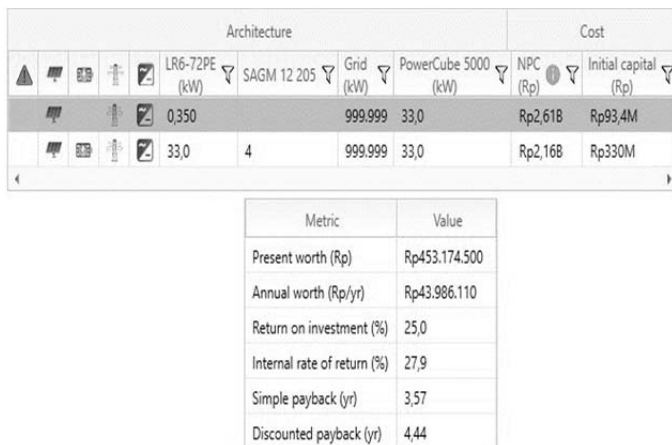 Architecture Cost
LR6-72PE (kW) SAGM 12 205 Grid (kW) PowerCube 5000 (kW) NPC (Rp) Initial capital (Rp)
0,350 999.999 33,0 Rp2,61B Rp93,4M
33,0 4 999.999 33,0 Rp2,16B Rp330M
Metric Value
Present worth (Rp) Rp453.174.500
Annual worth (Rp/yr) Rp43.986.110
Return on investment (%) 25,0
Internal rate of return (%) 27,9
Simple payback (yr) 3,57
Discounted payback (yr) 4,44